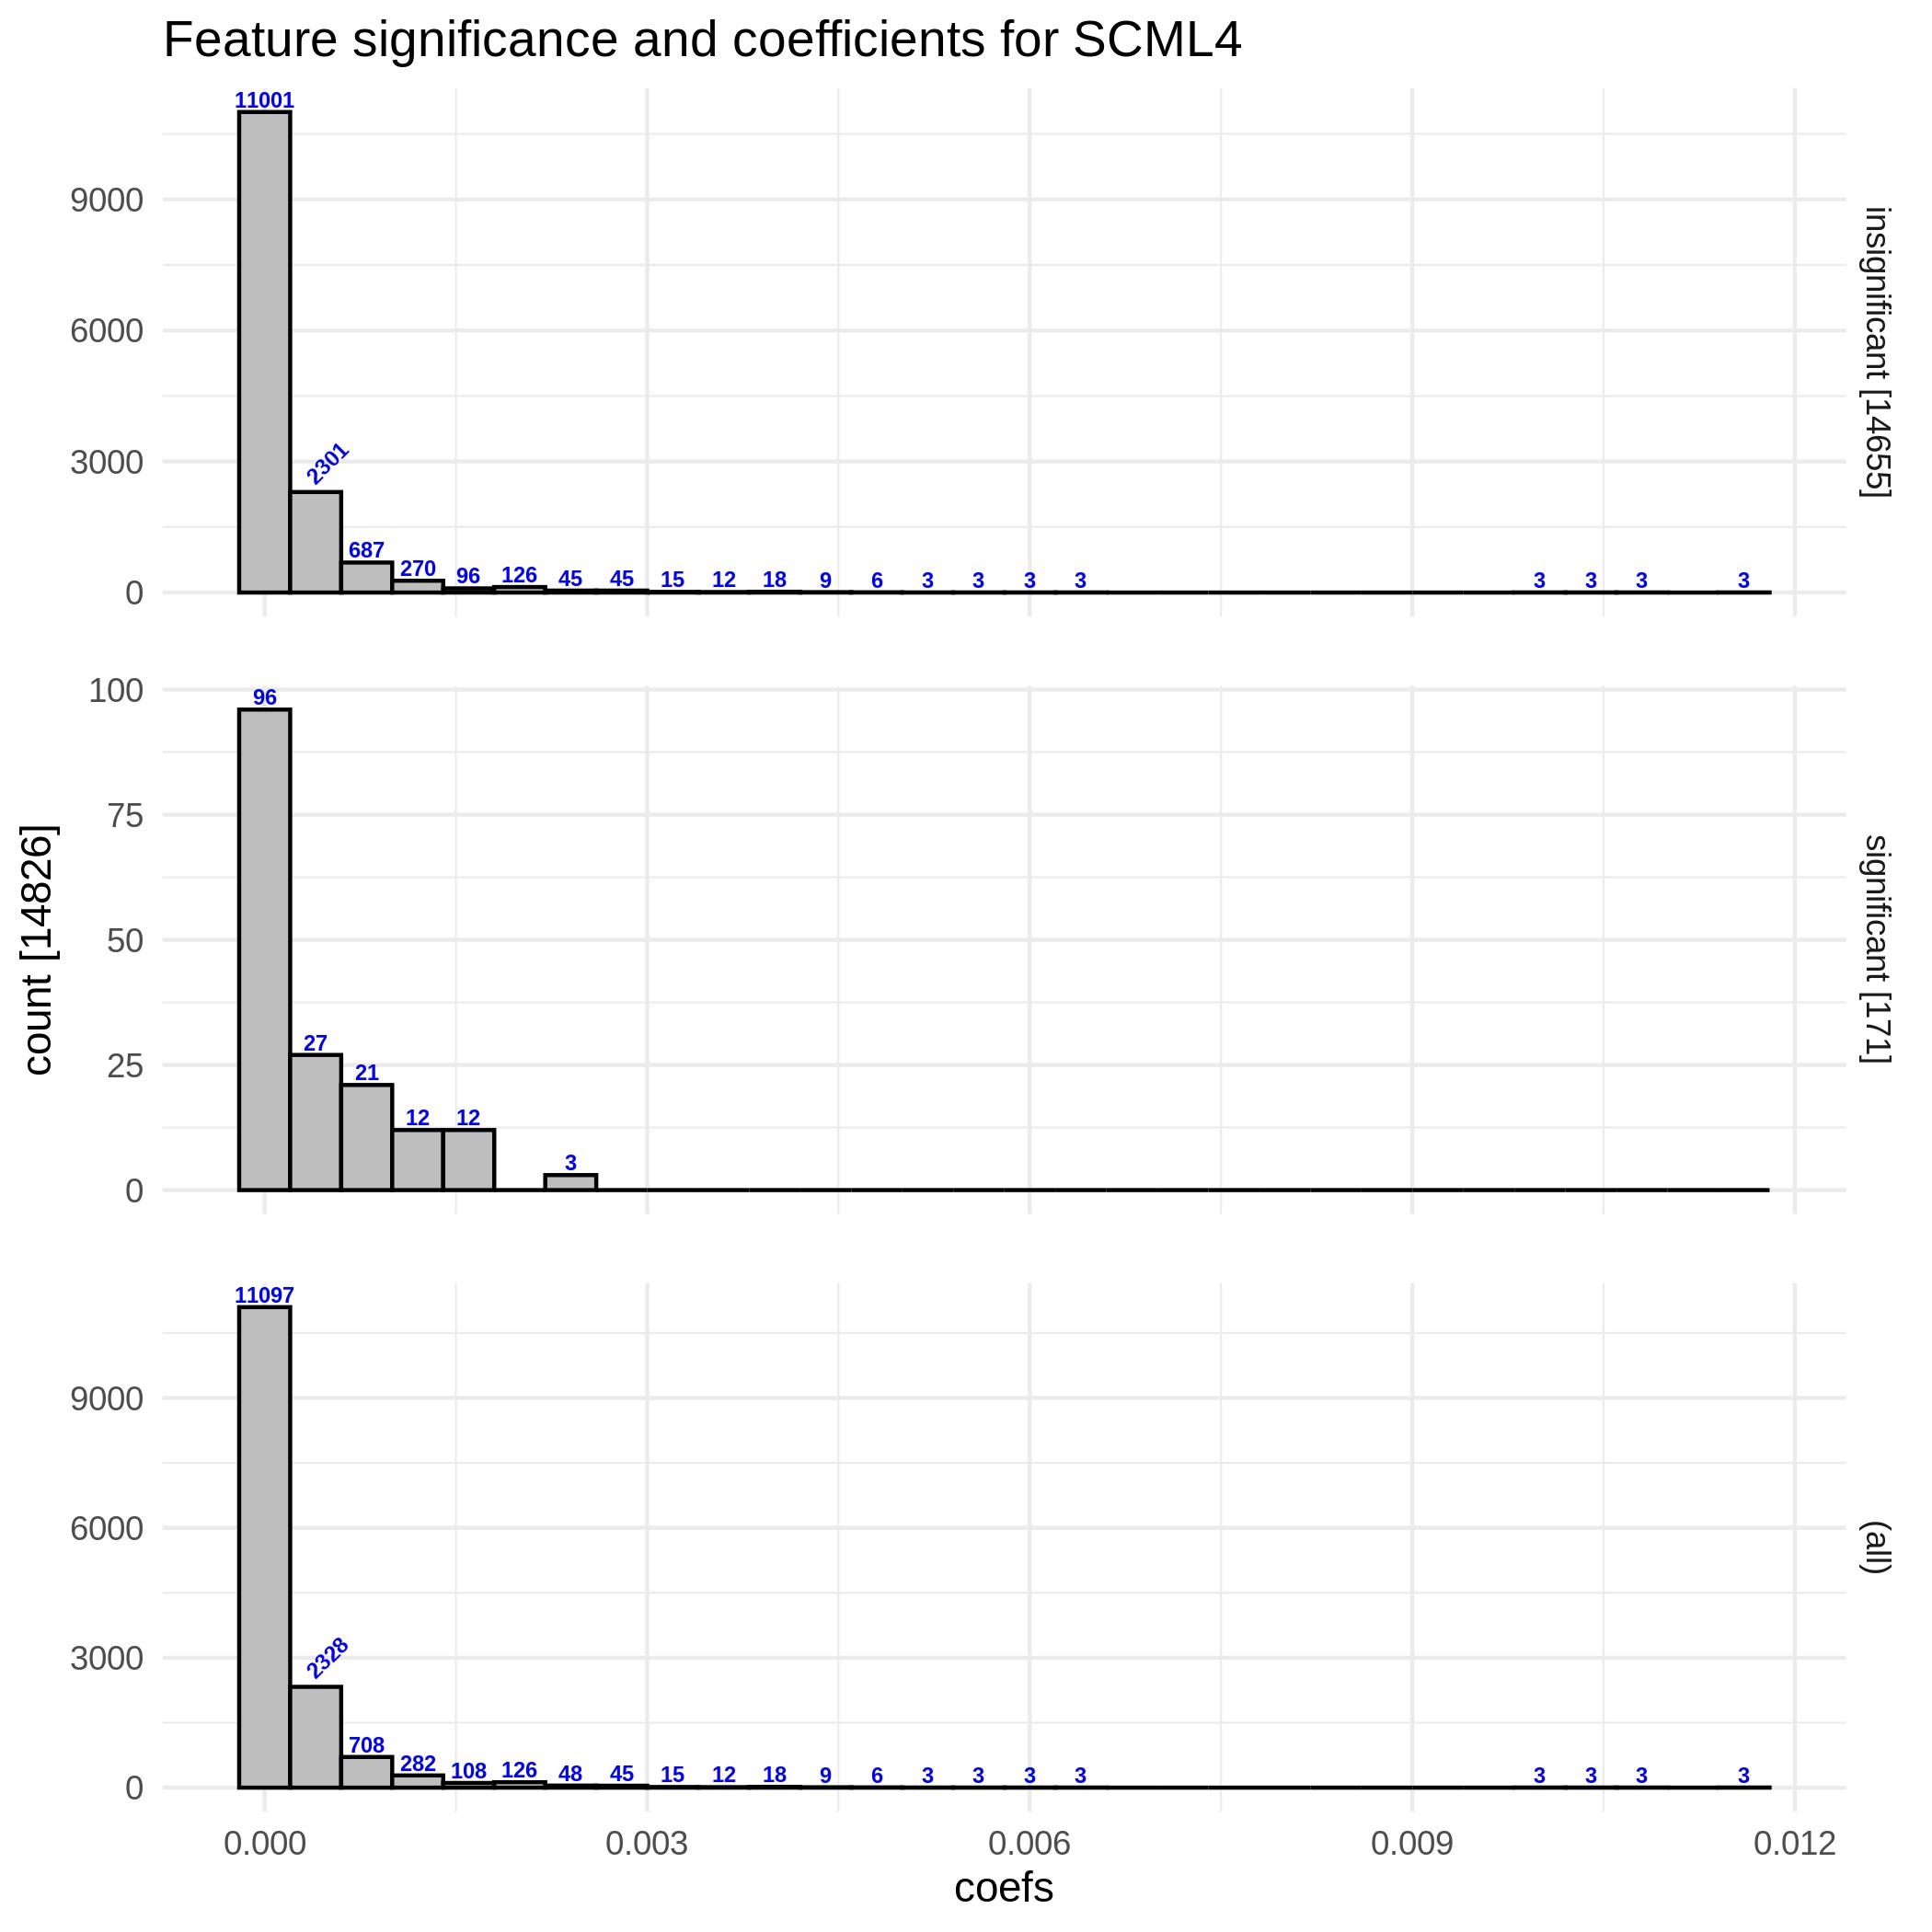 Feature significance and coefficients for SCML4
11001
9000
6000
3000
0
2301
687 270 96 126 45 45 15 12 18 9 6 3 3 3 3 3 3 3 3
insignificant [14655]
100
75
50
25
0
96
27
21
12 12
3
significant [171]
count [14826]
11097
9000
6000
3000
0
2328
708 282 108 126 48 45 15 12 18 9 6 3 3 3 3 3 3 3 3
(all)
0.000 0.003 0.006 0.009 0.012
coefs